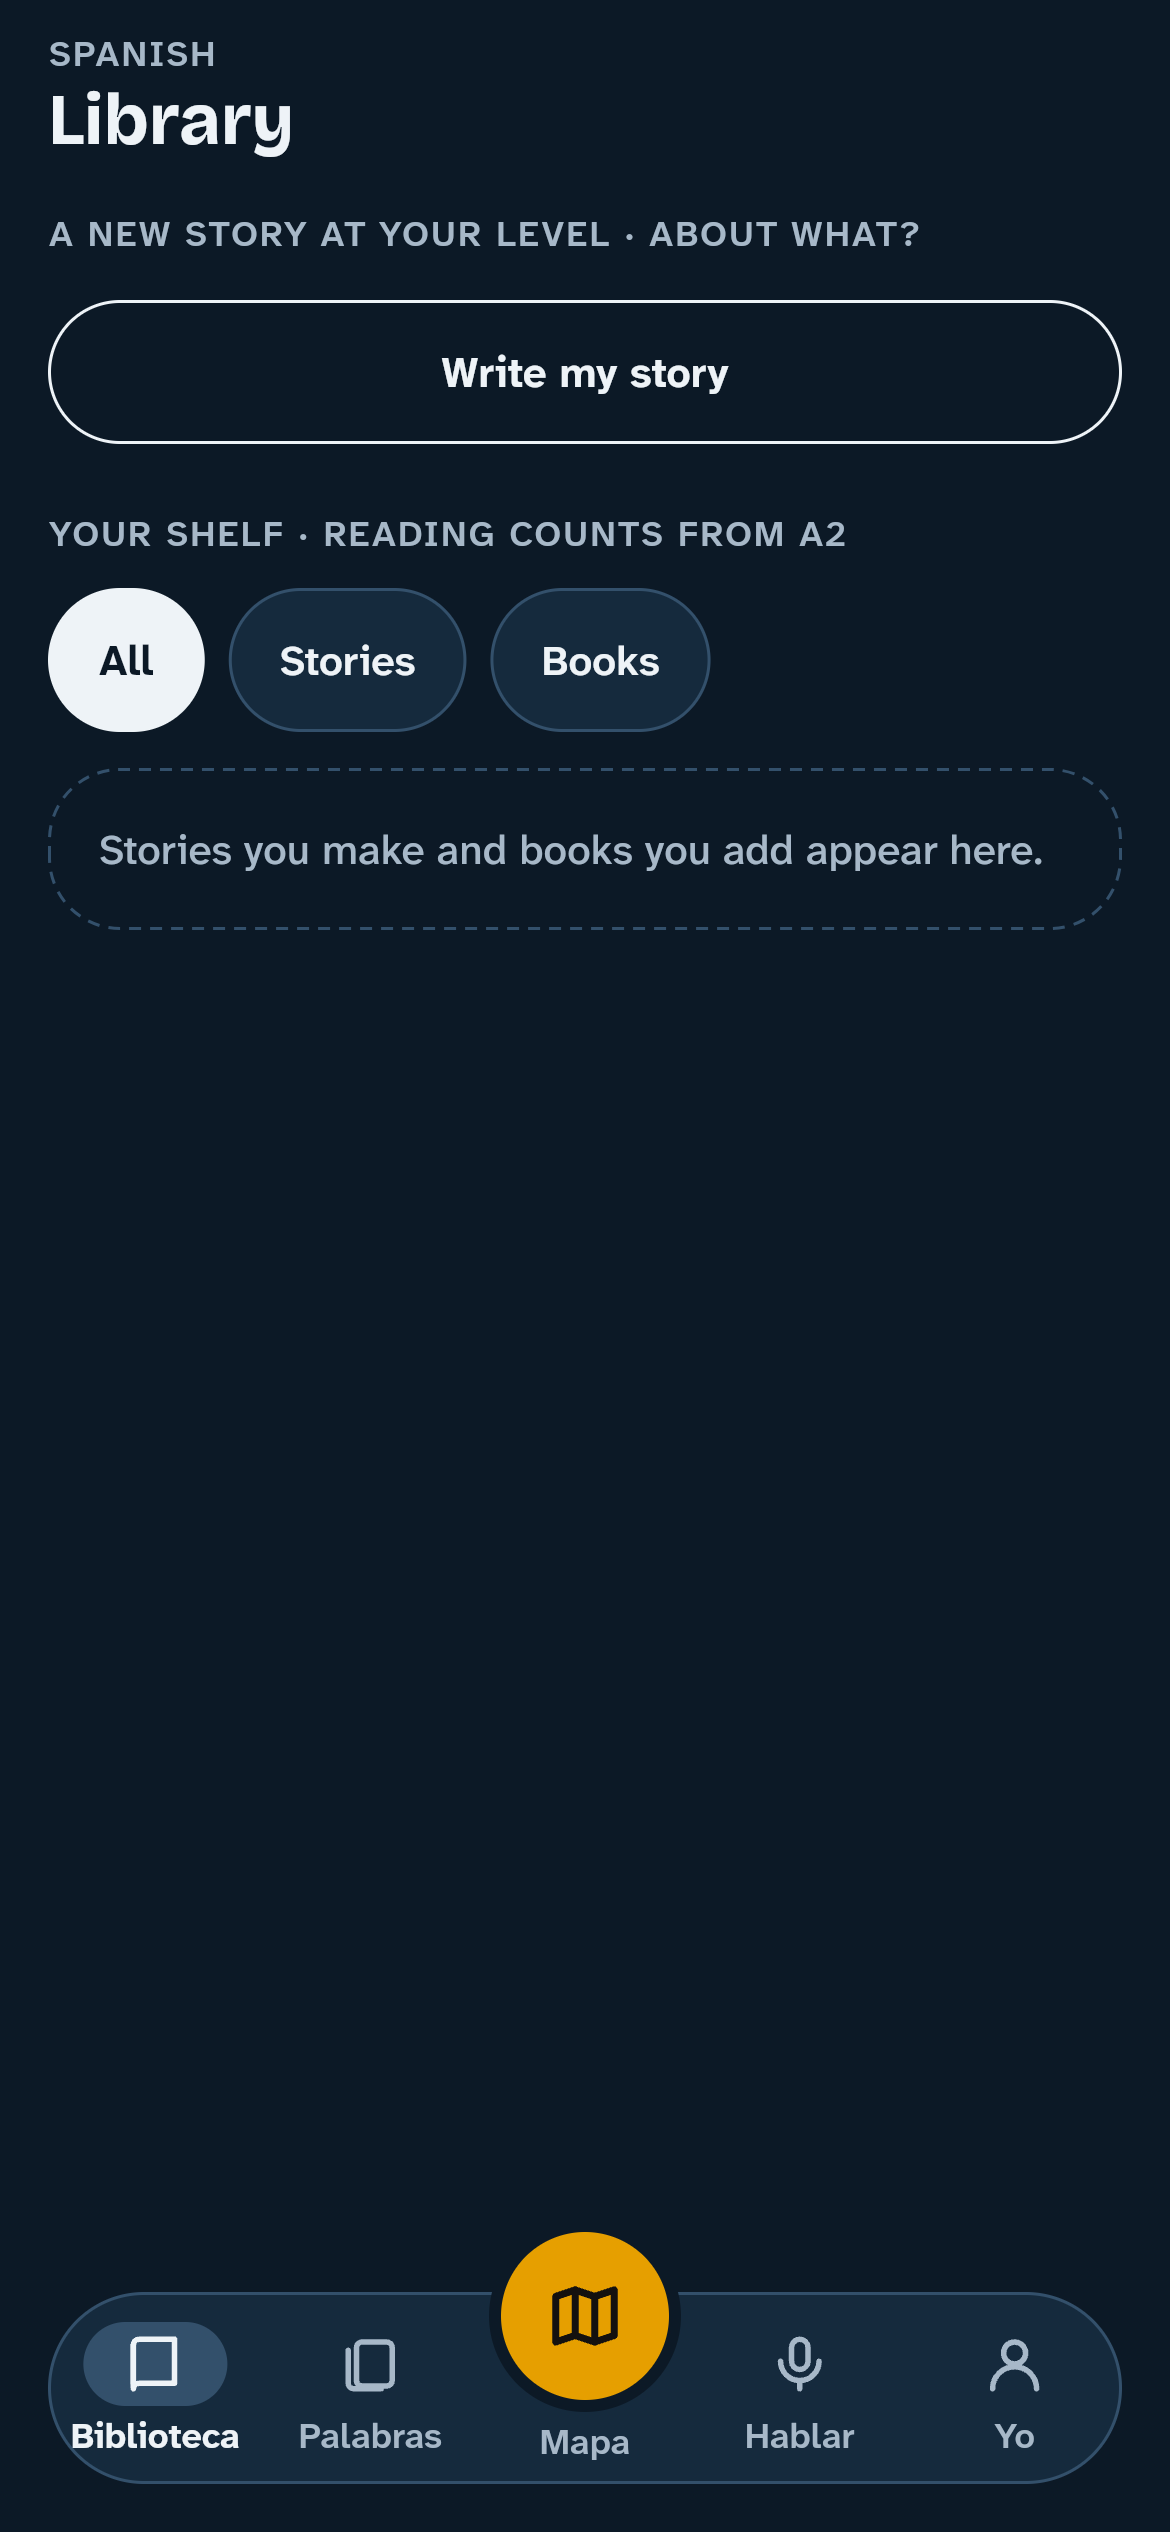 SPANISH
Library
A NEW STORY AT YOUR LEVEL · ABOUT WHAT?
Write my story
YOUR SHELF · READING COUNTS FROM A2
All
Stories
Books
Stories you make and books you add appear here.
Biblioteca
Palabras
Mapa
Hablar
Yo